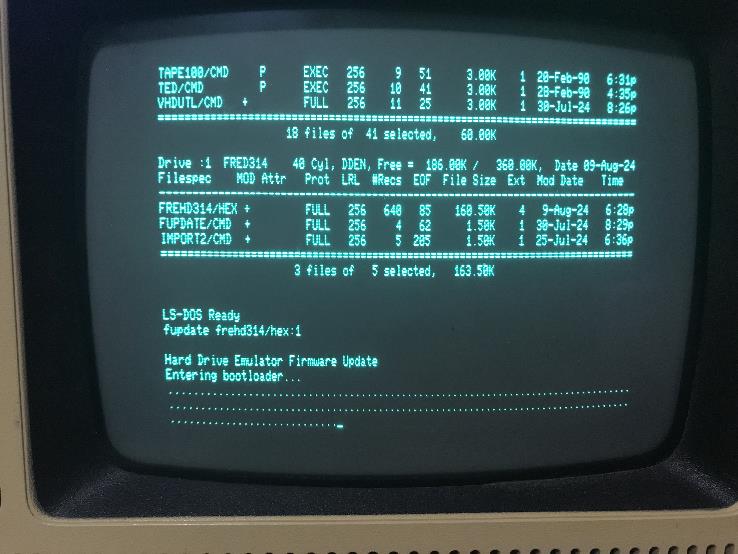 TAPE100/CMD P EXEC 256 9 51 3.00K 1 28-Feb-90 6:31p
TED/CMD P EXEC 256 10 41 3.00K 1 28-Feb-90 4:35p
VHDUTL/CMD + FULL 256 11 25 3.00K 1 30-Jul-24 8:26p
================================================================================
18 files of 41 selected, 60.00K
Drive :1 FRED314 40 Cyl, DDEN, Free = 186.00K / 360.00K, Date 09-Aug-24
Filespec MOD Attr Prot LRL #Recs EOF File Size Ext Mod Date Time
--------------------------------------------------------------------------------
FREHD314/HEX + FULL 256 640 85 160.50K 4 9-Aug-24 6:28p
FUPDATE/CMD + FULL 256 4 62 1.50K 1 30-Jul-24 8:29p
IMPORT2/CMD + FULL 256 5 205 1.50K 1 25-Jul-24 6:36p
================================================================================
3 files of 5 selected, 163.50K
LS-DOS Ready
fupdate frehd314/hex:1
Hard Drive Emulator Firmware Update
Entering bootloader...
................................................................................
................................................................................
.............................._